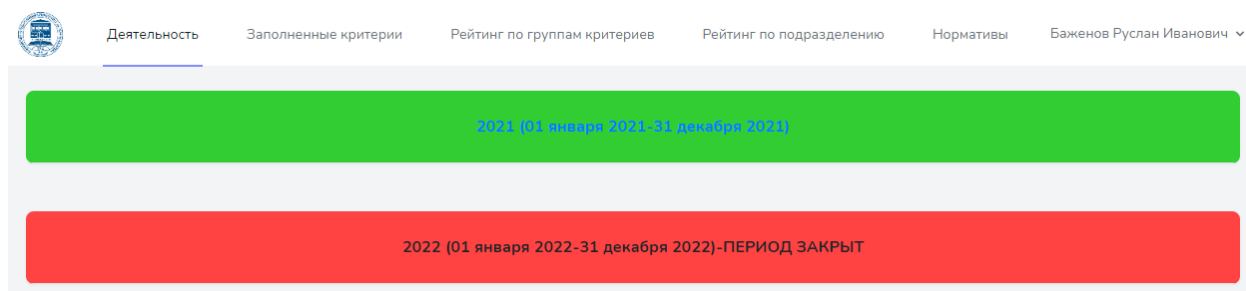 Деятельность Заполненные критерии Рейтинг по группам критериев Рейтинг по подразделению Нормативы Баженов Руслан Иванович
2021 (01 января 2021-31 декабря 2021)
2022 (01 января 2022-31 декабря 2022)-ПЕРИОД ЗАКРЫТ